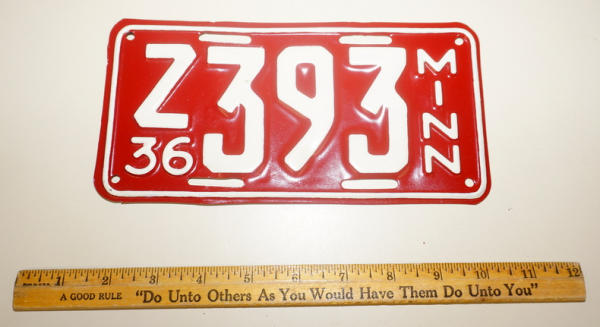 Z393
36
MINN
1 2 3 4 5 6 7 8 9 10 11 12
A GOOD RULE "Do Unto Others As You Would Have Them Do Unto You"